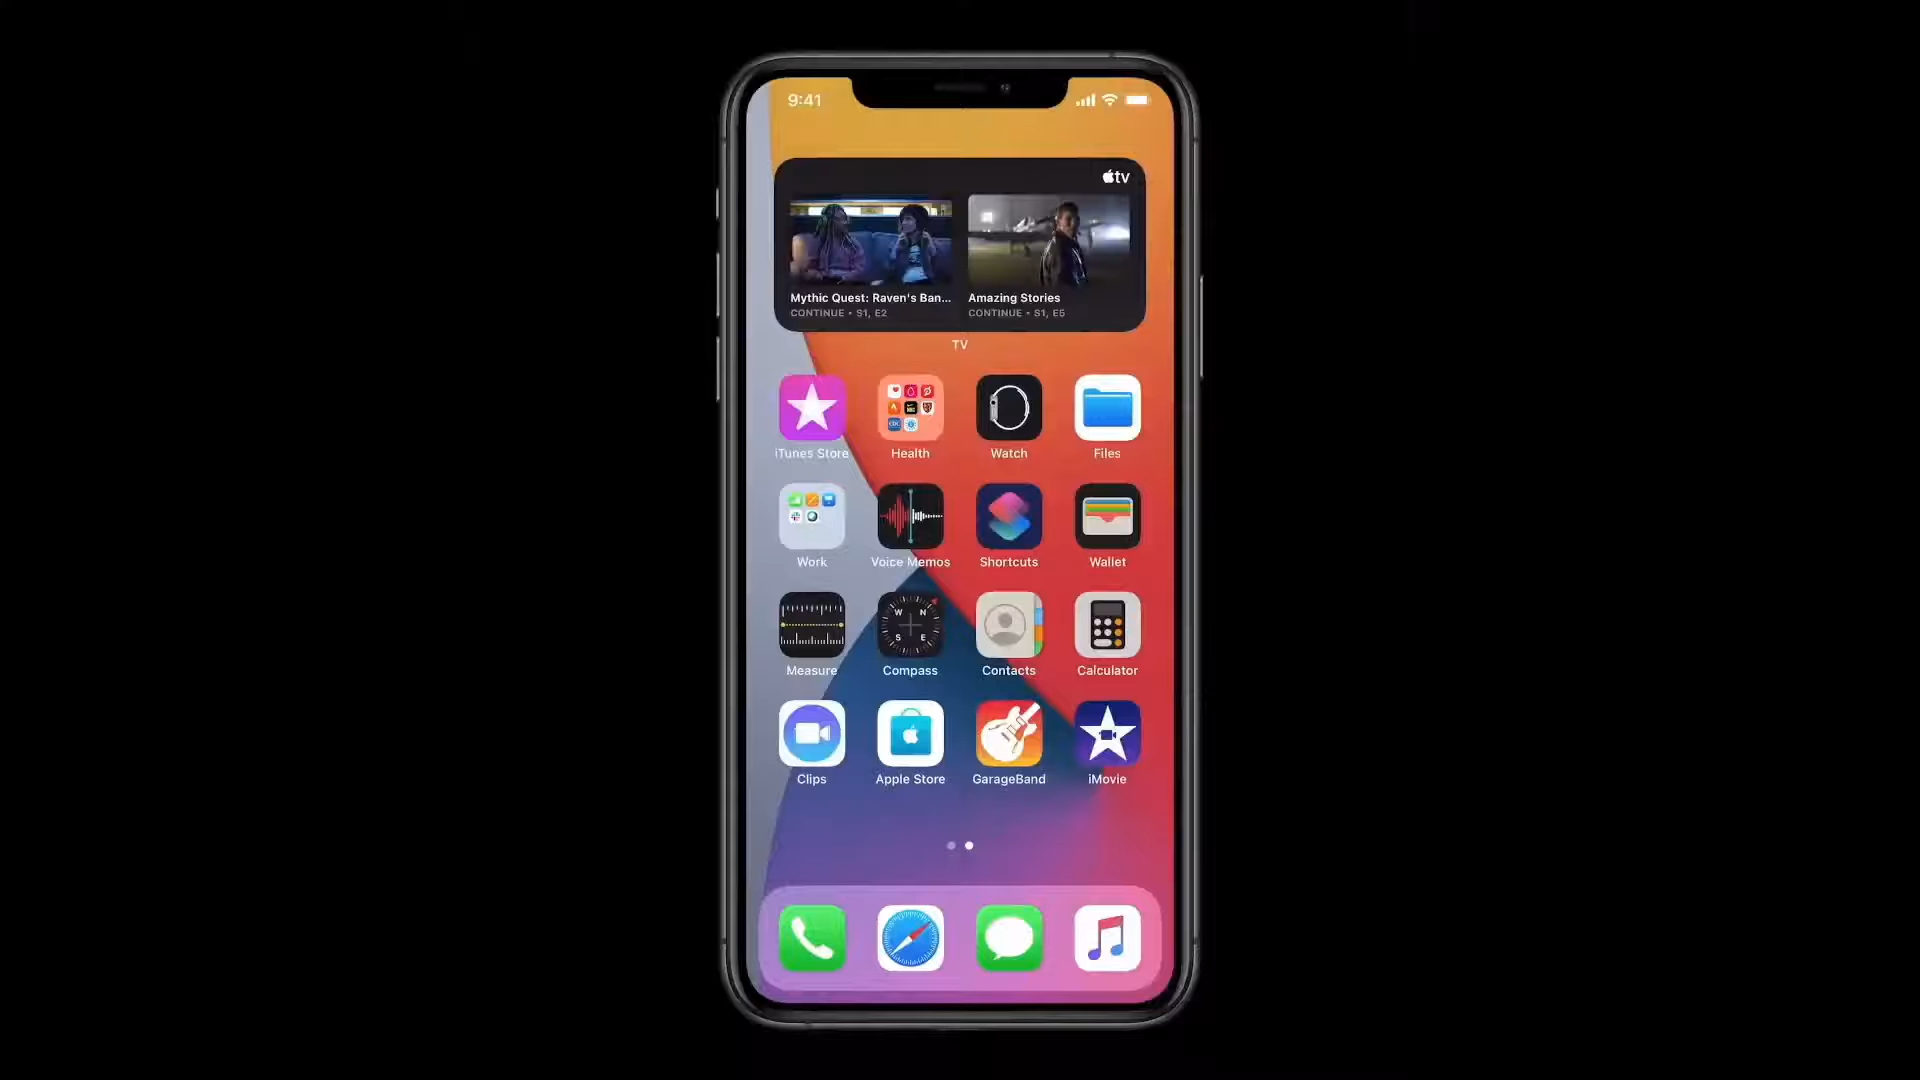 9:41
tv
Mythic Quest: Raven's Ban... Amazing Stories
CONTINUE • S1, E2 CONTINUE • S1, E5
TV
iTunes Store Health Watch Files
Work Voice Memos Shortcuts Wallet
W N
S E
Measure Compass Contacts Calculator
Clips Apple Store GarageBand iMovie